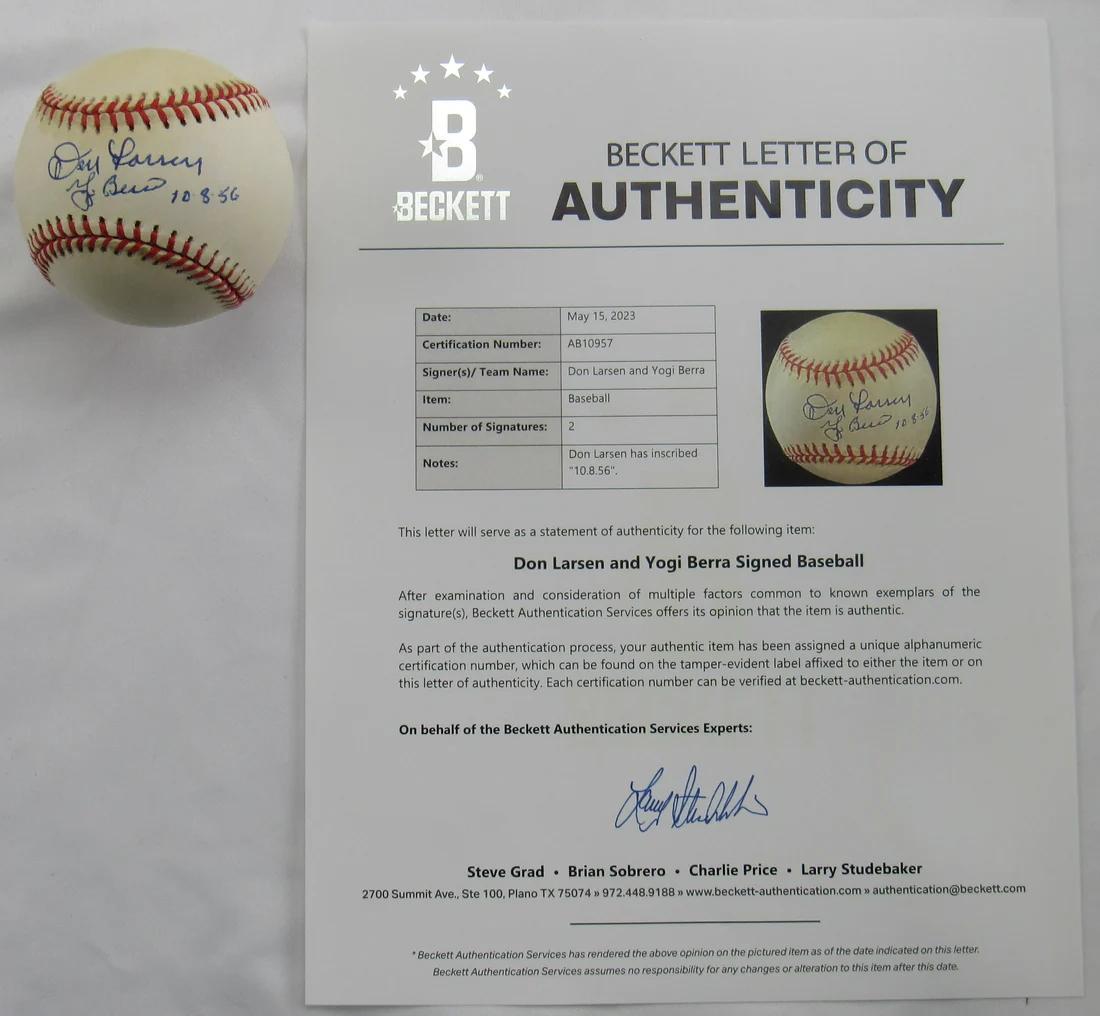 Don Larsen
Yogi Berra 10-8-56
B
BECKETT
BECKETT LETTER OF
AUTHENTICITY
Date: May 15, 2023
Certification Number: AB10957
Signer(s)/ Team Name: Don Larsen and Yogi Berra
Item: Baseball
Number of Signatures: 2
Notes: Don Larsen has inscribed
"10.8.56".
Don Larsen
Yogi Berra 10-8-56
This letter will serve as a statement of authenticity for the following item:
Don Larsen and Yogi Berra Signed Baseball
After examination and consideration of multiple factors common to known exemplars of the
signature(s), Beckett Authentication Services offers its opinion that the item is authentic.
As part of the authentication process, your authentic item has been assigned a unique alphanumeric
certification number, which can be found on the tamper-evident label affixed to either the item or on
this letter of authenticity. Each certification number can be verified at beckett-authentication.com.
On behalf of the Beckett Authentication Services Experts:
Larry Studebaker
Steve Grad • Brian Sobrero • Charlie Price • Larry Studebaker
2700 Summit Ave., Ste 100, Plano TX 75074 » 972.448.9188 » www.beckett-authentication.com » authentication@beckett.com
* Beckett Authentication Services has rendered the above opinion on the pictured item as of the date indicated on this letter.
Beckett Authentication Services assumes no responsibility for any changes or alteration to this item after this date.